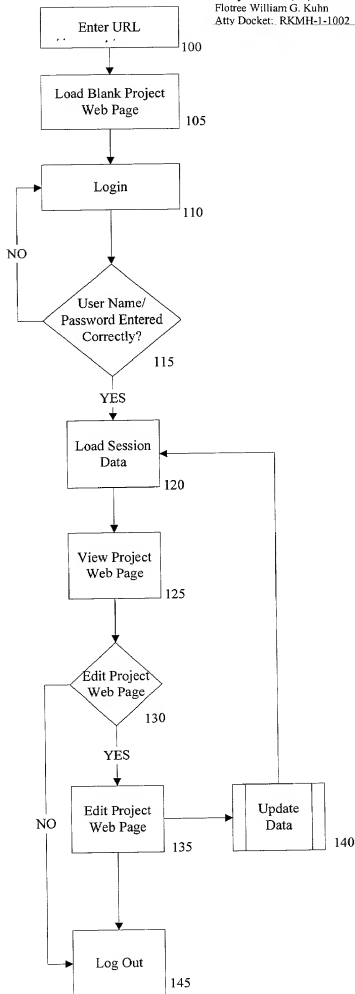 Flotree William G. Kuhn
Atty Docket: RKMH-1-1002
Enter URL
100
Load Blank Project
Web Page
105
Login
110
NO
User Name/
Password Entered
Correctly?
115
YES
Load Session
Data
120
View Project
Web Page
125
Edit Project
Web Page
130
YES
NO
Edit Project
Web Page
135
Update
Data
140
Log Out
145